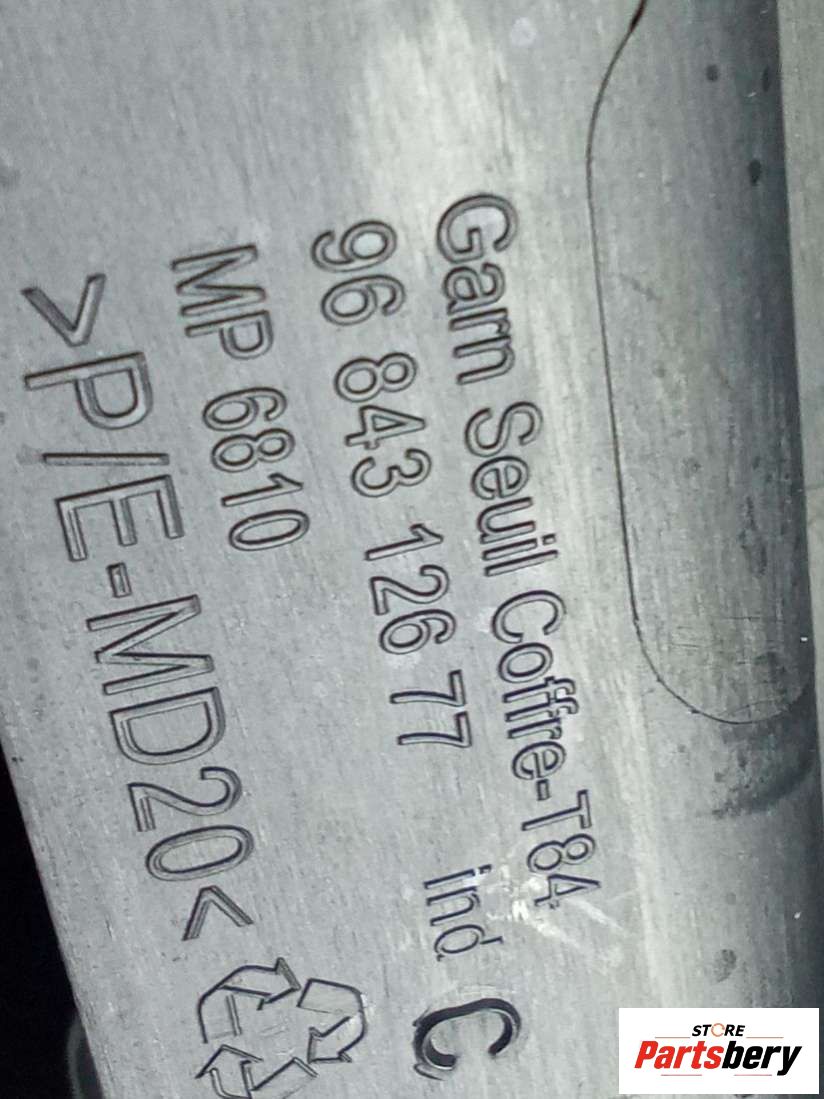 Garn Seuil Coffre-T84
96 843 126 77 ind C
MP 6810
>P/E-MD20<
STORE
Partsbery